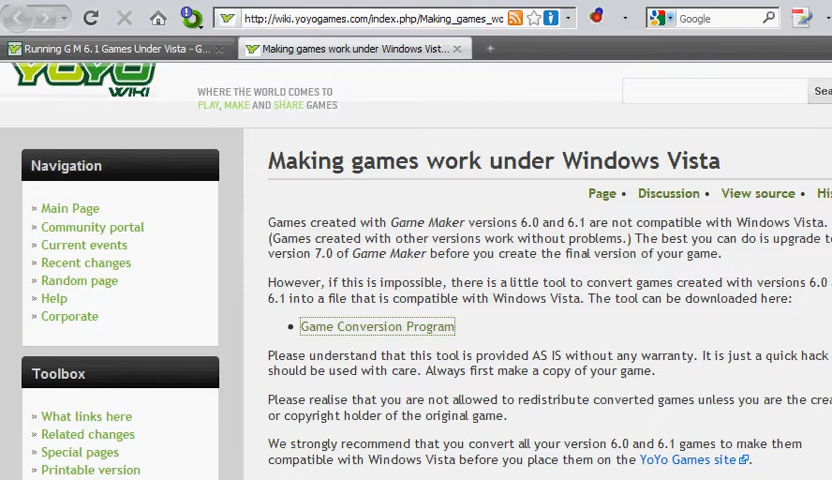 http://wiki.yoyogames.com/index.php/Making_games_wo
Google
Running G M 6.1 Games Under Vista - G...
Making games work under Windows Vist...
YOYO
WIKI
WHERE THE WORLD COMES TO
PLAY, MAKE AND SHARE GAMES
Sea
Navigation
» Main Page
» Community portal
» Current events
» Recent changes
» Random page
» Help
» Corporate
Toolbox
» What links here
» Related changes
» Special pages
» Printable version
Making games work under Windows Vista
Page • Discussion • View source • His
Games created with Game Maker versions 6.0 and 6.1 are not compatible with Windows Vista.
(Games created with other versions work without problems.) The best you can do is upgrade to
version 7.0 of Game Maker before you create the final version of your game.
However, if this is impossible, there is a little tool to convert games created with versions 6.0
6.1 into a file that is compatible with Windows Vista. The tool can be downloaded here:
• Game Conversion Program
Please understand that this tool is provided AS IS without any warranty. It is just a quick hack
should be used with care. Always first make a copy of your game.
Please realise that you are not allowed to redistribute converted games unless you are the crea
or copyright holder of the original game.
We strongly recommend that you convert all your version 6.0 and 6.1 games to make them
compatible with Windows Vista before you place them on the YoYo Games site.